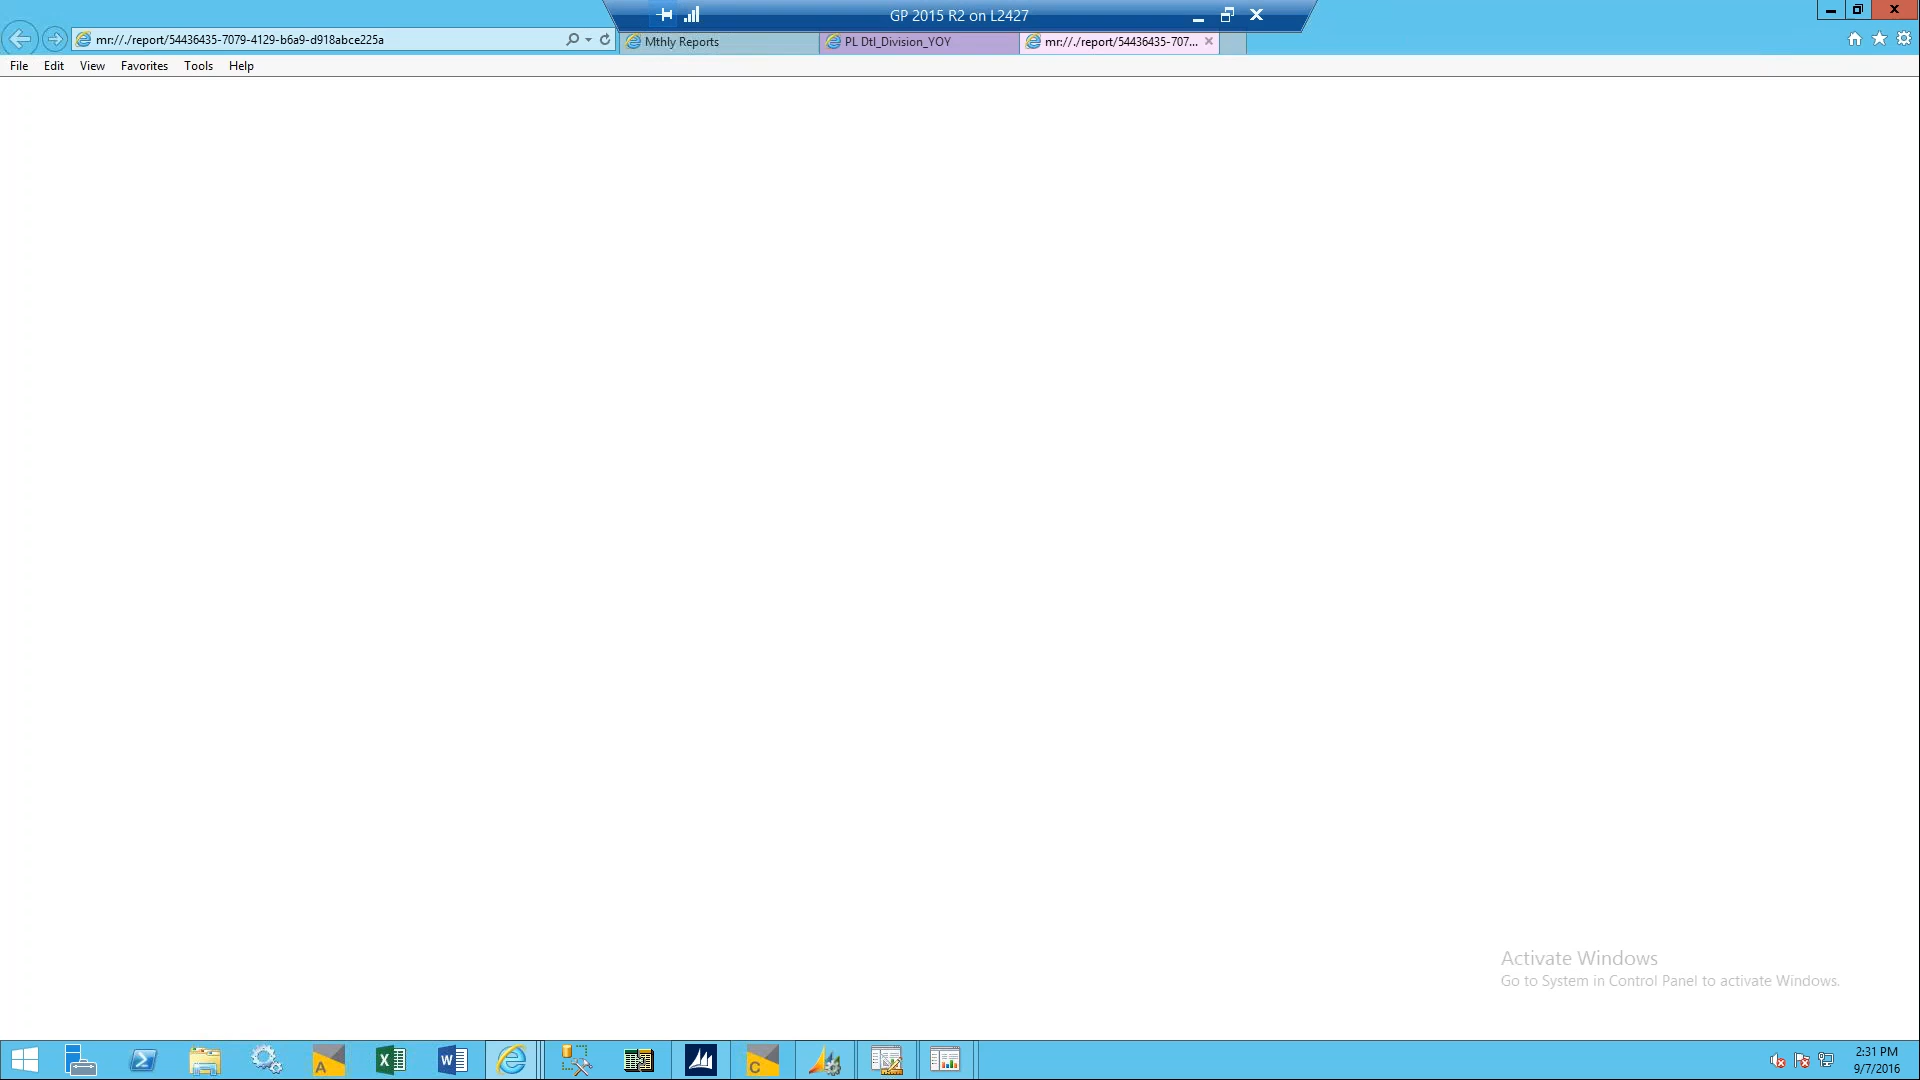 GP 2015 R2 on L2427
mr://./report/54436435-7079-4129-b6a9-d918abce225a
Mthly Reports
PL Dtl_Division_YOY
mr://./report/54436435-707...
File Edit View Favorites Tools Help
Activate Windows
Go to System in Control Panel to activate Windows.
A
X
W
C
2:31 PM
9/7/2016